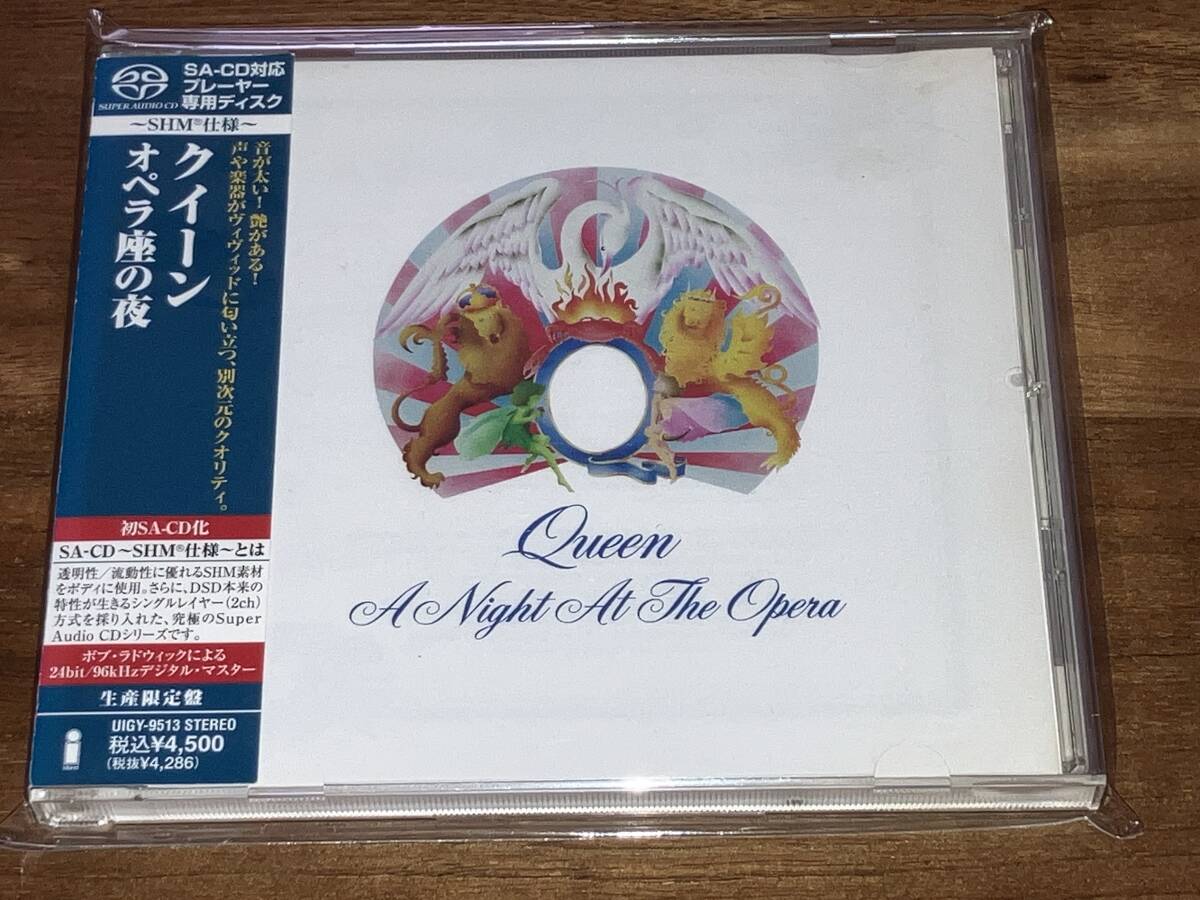 SUPER AUDIO CD
SA-CD対応
プレーヤー
専用ディスク
～SHM®仕様～
音が太い！艶がある！
声や楽器がヴィヴィッドに匂い立つ、別次元のクオリティ。
クイーン
オペラ座の夜
初SA-CD化
SA-CD～SHM®仕様～とは
透明性／流動性に優れるSHM素材
をボディに使用。さらに、DSD本来の
特性が生きるシングルレイヤー(2ch)
方式を採り入れた、究極のSuper
Audio CDシリーズです。
ボブ・ラドウィックによる
24bit/96kHzデジタル・マスター
生産限定盤
UIGY-9513 STEREO
税込¥4,500
(税抜¥4,286)
island
Queen
A Night At The Opera